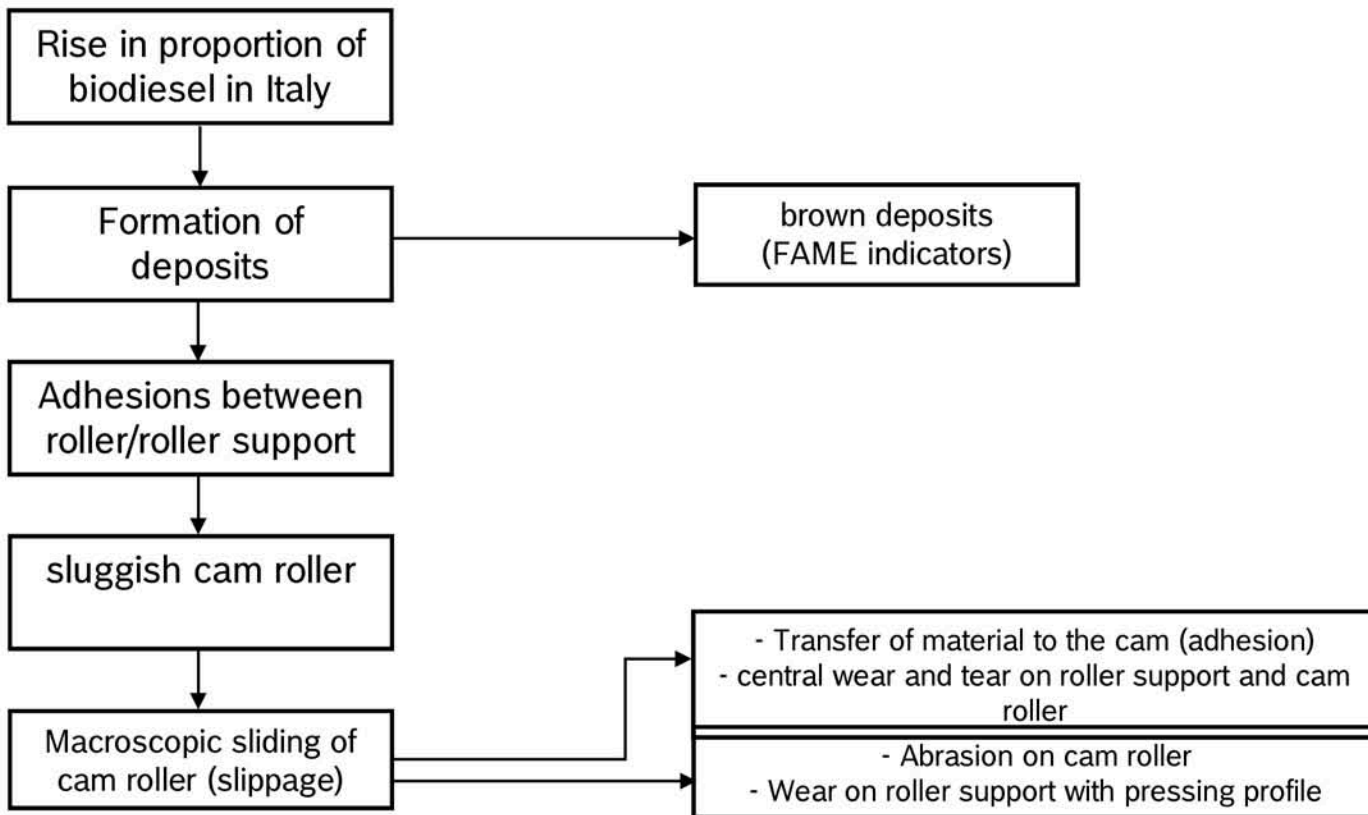 Rise in proportion of
biodiesel in Italy
Formation of
deposits
brown deposits
(FAME indicators)
Adhesions between
roller/roller support
sluggish cam roller
Macroscopic sliding of
cam roller (slippage)
- Transfer of material to the cam (adhesion)
- central wear and tear on roller support and cam
roller
- Abrasion on cam roller
- Wear on roller support with pressing profile